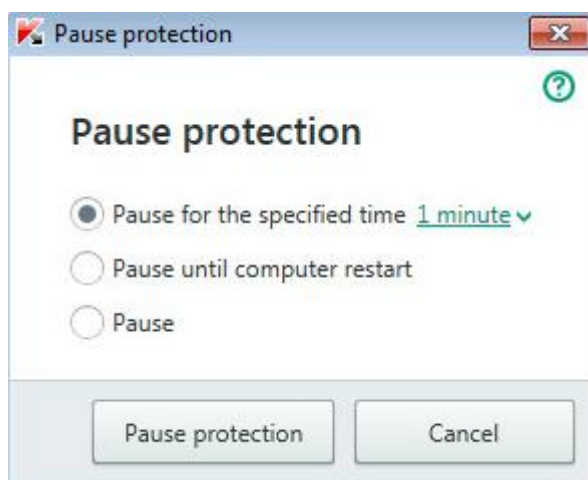 Pause protection
Pause protection
Pause for the specified time 1 minute
Pause until computer restart
Pause
Pause protection Cancel